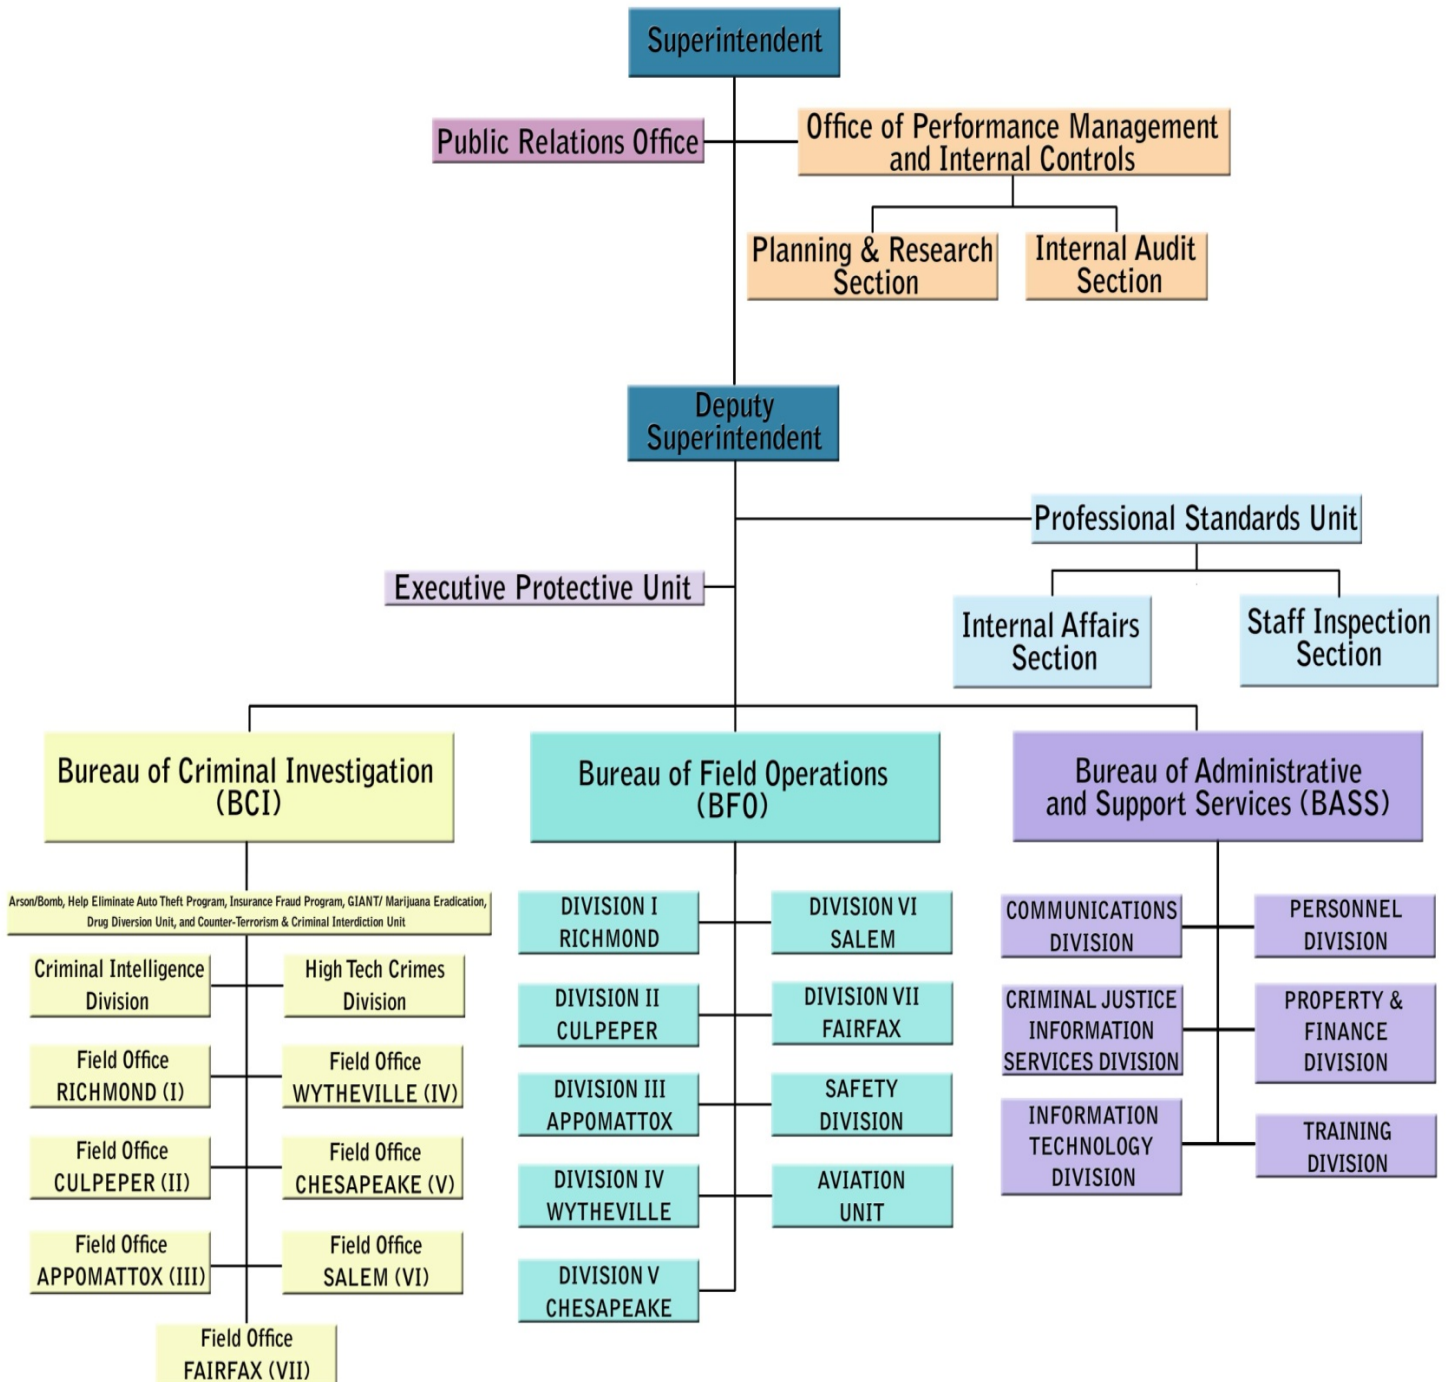 Superintendent
Public Relations Office
Office of Performance Management
and Internal Controls
Planning & Research
Section
Internal Audit
Section
Deputy
Superintendent
Professional Standards Unit
Executive Protective Unit
Internal Affairs
Section
Staff Inspection
Section
Bureau of Criminal Investigation
(BCI)
Arson/Bomb, Help Eliminate Auto Theft Program, Insurance Fraud Program, GIANT/ Marijuana Eradication,
Drug Diversion Unit, and Counter-Terrorism & Criminal Interdiction Unit
Criminal Intelligence
Division
High Tech Crimes
Division
Field Office
RICHMOND (I)
Field Office
WYTHEVILLE (IV)
Field Office
CULPEPER (II)
Field Office
CHESAPEAKE (V)
Field Office
APPOMATTOX (III)
Field Office
SALEM (VI)
Field Office
FAIRFAX (VII)
Bureau of Field Operations
(BFO)
DIVISION I
RICHMOND
DIVISION VI
SALEM
DIVISION II
CULPEPER
DIVISION VII
FAIRFAX
DIVISION III
APPOMATTOX
SAFETY
DIVISION
DIVISION IV
WYTHEVILLE
AVIATION
UNIT
DIVISION V
CHESAPEAKE
Bureau of Administrative
and Support Services (BASS)
COMMUNICATIONS
DIVISION
PERSONNEL
DIVISION
CRIMINAL JUSTICE
INFORMATION
SERVICES DIVISION
PROPERTY &
FINANCE
DIVISION
INFORMATION
TECHNOLOGY
DIVISION
TRAINING
DIVISION